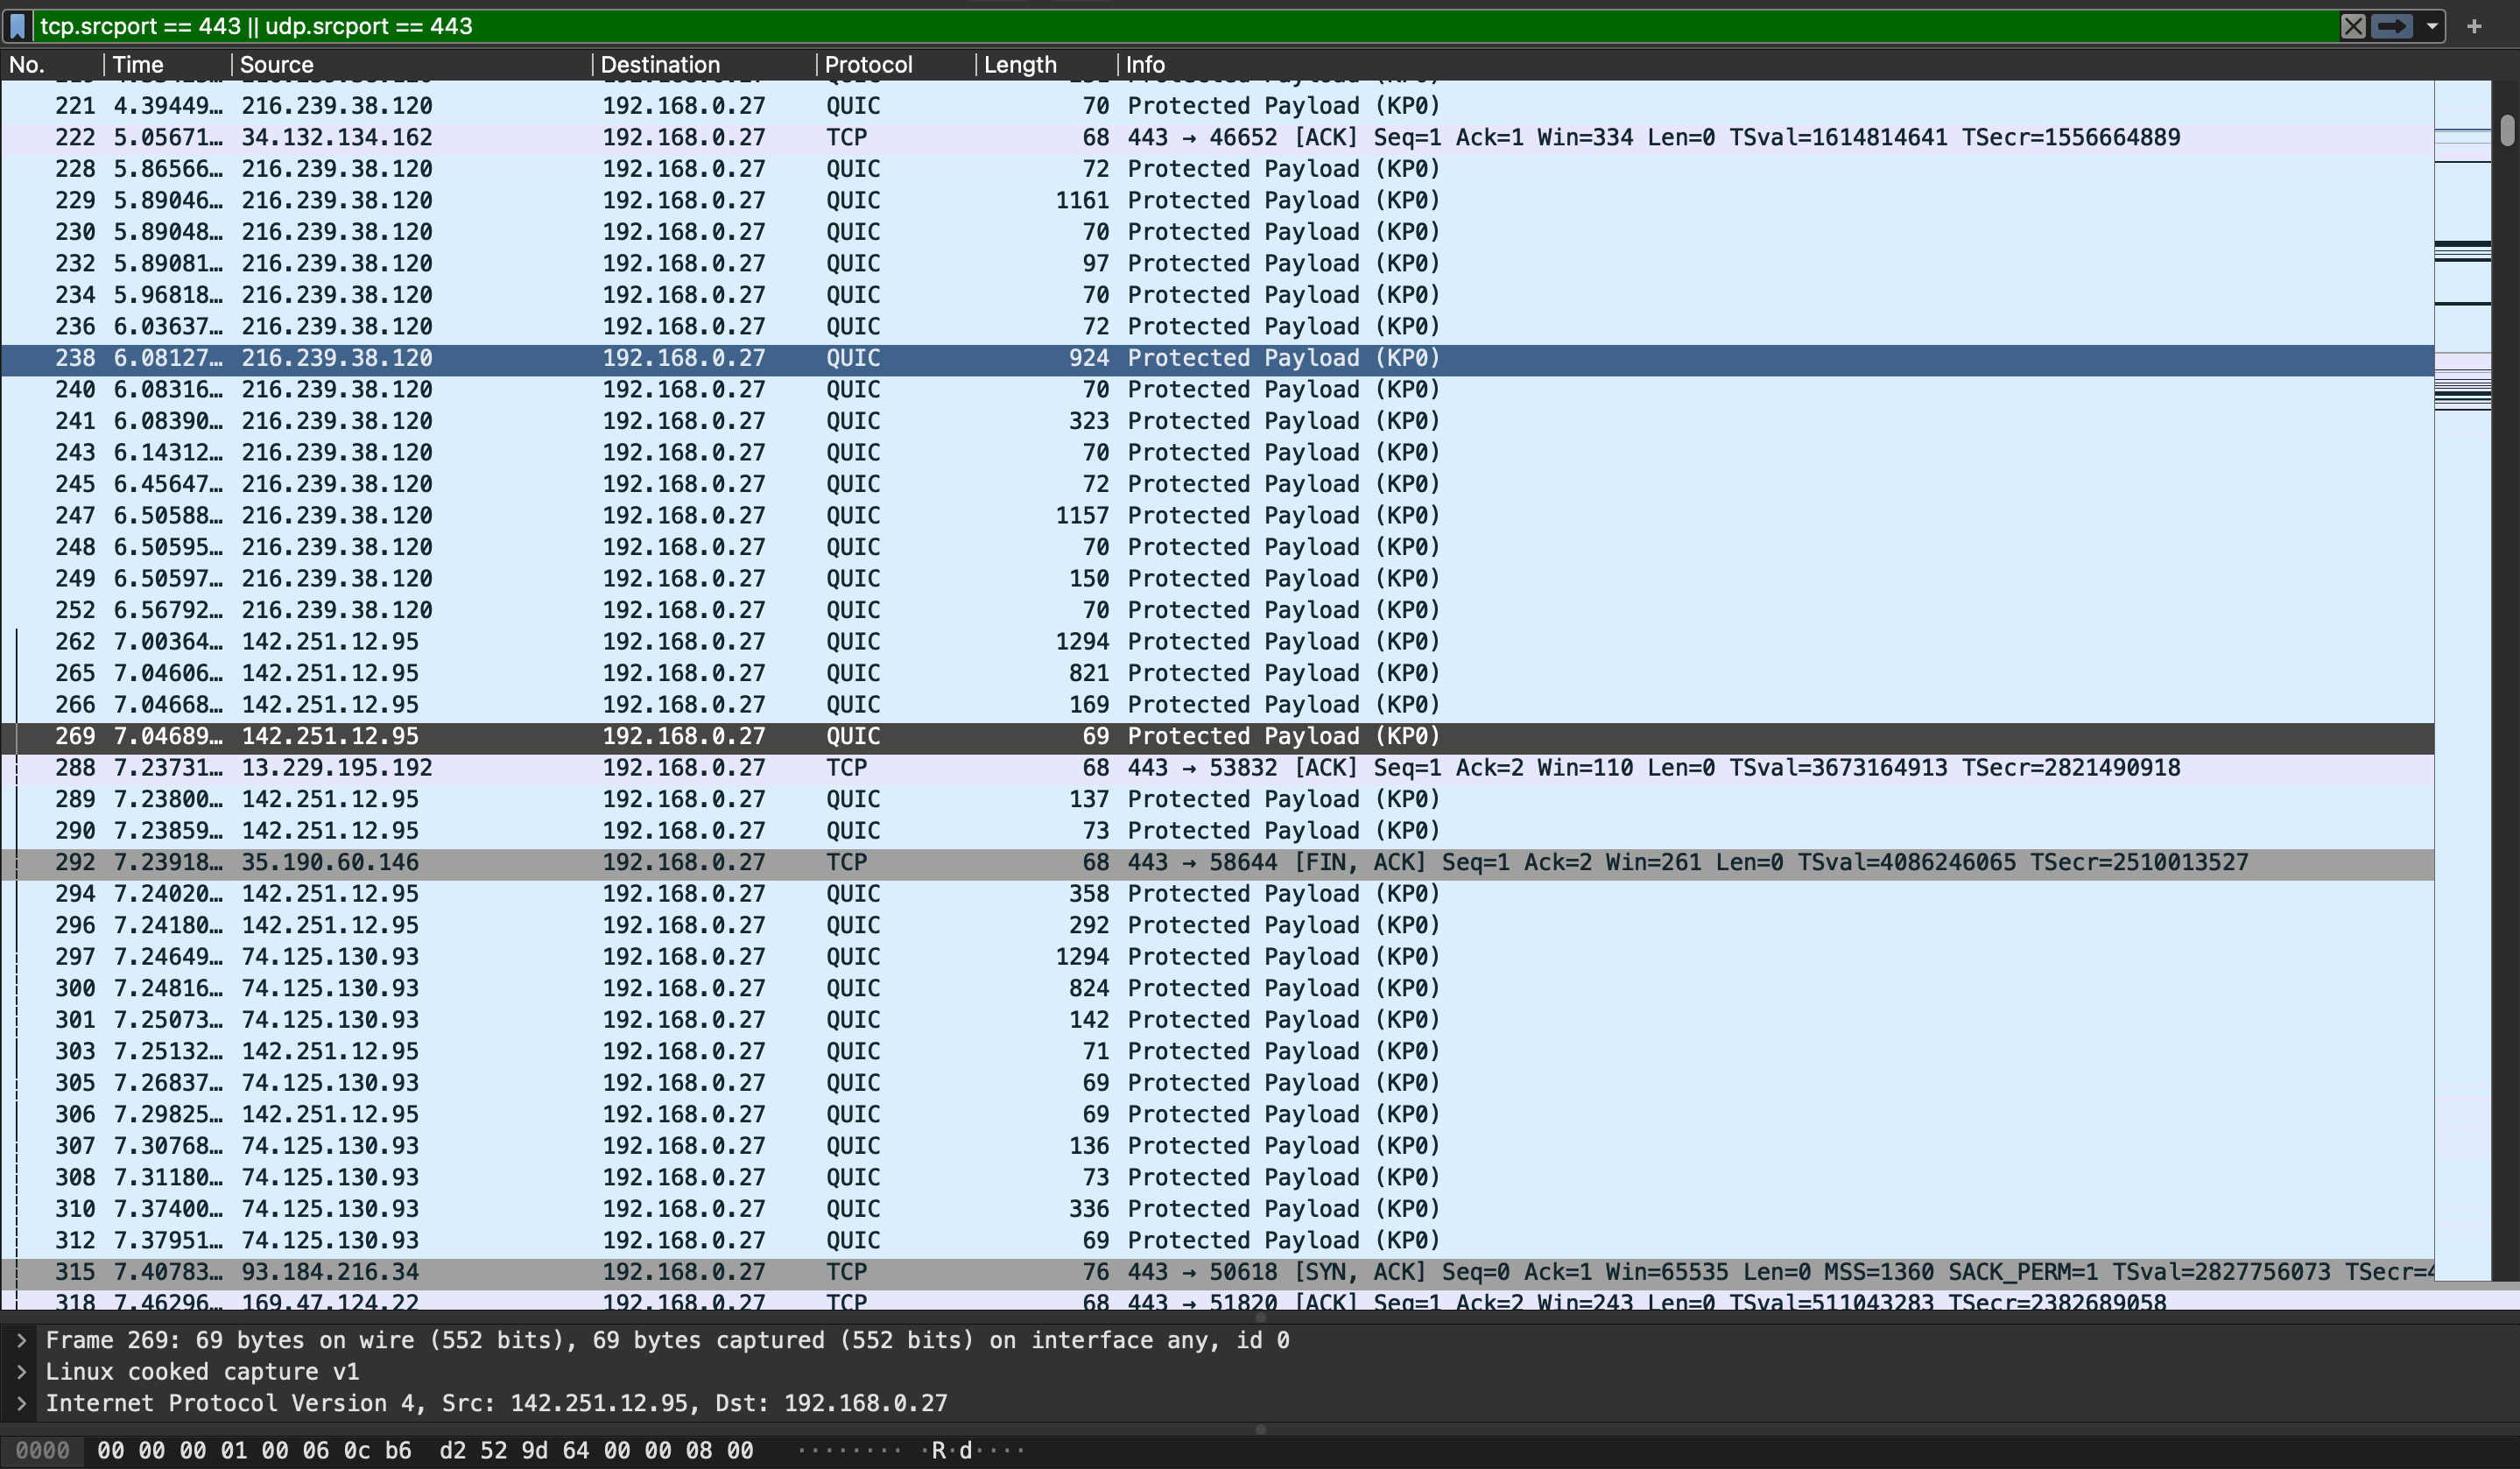 tcp.srcport == 443 || udp.srcport == 443
No. Time Source Destination Protocol Length Info
221 4.39449… 216.239.38.120 192.168.0.27 QUIC 70 Protected Payload (KP0)
222 5.05671… 34.132.134.162 192.168.0.27 TCP 68 443 → 46652 [ACK] Seq=1 Ack=1 Win=334 Len=0 TSval=1614814641 TSecr=1556664889
228 5.86566… 216.239.38.120 192.168.0.27 QUIC 72 Protected Payload (KP0)
229 5.89046… 216.239.38.120 192.168.0.27 QUIC 1161 Protected Payload (KP0)
230 5.89048… 216.239.38.120 192.168.0.27 QUIC 70 Protected Payload (KP0)
232 5.89081… 216.239.38.120 192.168.0.27 QUIC 97 Protected Payload (KP0)
234 5.96818… 216.239.38.120 192.168.0.27 QUIC 70 Protected Payload (KP0)
236 6.03637… 216.239.38.120 192.168.0.27 QUIC 72 Protected Payload (KP0)
238 6.08127… 216.239.38.120 192.168.0.27 QUIC 924 Protected Payload (KP0)
240 6.08316… 216.239.38.120 192.168.0.27 QUIC 70 Protected Payload (KP0)
241 6.08390… 216.239.38.120 192.168.0.27 QUIC 323 Protected Payload (KP0)
243 6.14312… 216.239.38.120 192.168.0.27 QUIC 70 Protected Payload (KP0)
245 6.45647… 216.239.38.120 192.168.0.27 QUIC 72 Protected Payload (KP0)
247 6.50588… 216.239.38.120 192.168.0.27 QUIC 1157 Protected Payload (KP0)
248 6.50595… 216.239.38.120 192.168.0.27 QUIC 70 Protected Payload (KP0)
249 6.50597… 216.239.38.120 192.168.0.27 QUIC 150 Protected Payload (KP0)
252 6.56792… 216.239.38.120 192.168.0.27 QUIC 70 Protected Payload (KP0)
262 7.00364… 142.251.12.95 192.168.0.27 QUIC 1294 Protected Payload (KP0)
265 7.04606… 142.251.12.95 192.168.0.27 QUIC 821 Protected Payload (KP0)
266 7.04668… 142.251.12.95 192.168.0.27 QUIC 169 Protected Payload (KP0)
269 7.04689… 142.251.12.95 192.168.0.27 QUIC 69 Protected Payload (KP0)
288 7.23731… 13.229.195.192 192.168.0.27 TCP 68 443 → 53832 [ACK] Seq=1 Ack=2 Win=110 Len=0 TSval=3673164913 TSecr=2821490918
289 7.23800… 142.251.12.95 192.168.0.27 QUIC 137 Protected Payload (KP0)
290 7.23859… 142.251.12.95 192.168.0.27 QUIC 73 Protected Payload (KP0)
292 7.23918… 35.190.60.146 192.168.0.27 TCP 68 443 → 58644 [FIN, ACK] Seq=1 Ack=2 Win=261 Len=0 TSval=4086246065 TSecr=2510013527
294 7.24020… 142.251.12.95 192.168.0.27 QUIC 358 Protected Payload (KP0)
296 7.24180… 142.251.12.95 192.168.0.27 QUIC 292 Protected Payload (KP0)
297 7.24649… 74.125.130.93 192.168.0.27 QUIC 1294 Protected Payload (KP0)
300 7.24816… 74.125.130.93 192.168.0.27 QUIC 824 Protected Payload (KP0)
301 7.25073… 74.125.130.93 192.168.0.27 QUIC 142 Protected Payload (KP0)
303 7.25132… 142.251.12.95 192.168.0.27 QUIC 71 Protected Payload (KP0)
305 7.26837… 74.125.130.93 192.168.0.27 QUIC 69 Protected Payload (KP0)
306 7.29825… 142.251.12.95 192.168.0.27 QUIC 69 Protected Payload (KP0)
307 7.30768… 74.125.130.93 192.168.0.27 QUIC 136 Protected Payload (KP0)
308 7.31180… 74.125.130.93 192.168.0.27 QUIC 73 Protected Payload (KP0)
310 7.37400… 74.125.130.93 192.168.0.27 QUIC 336 Protected Payload (KP0)
312 7.37951… 74.125.130.93 192.168.0.27 QUIC 69 Protected Payload (KP0)
315 7.40783… 93.184.216.34 192.168.0.27 TCP 76 443 → 50618 [SYN, ACK] Seq=0 Ack=1 Win=65535 Len=0 MSS=1360 SACK_PERM=1 TSval=2827756073 TSecr=4
318 7.46296… 169.47.124.22 192.168.0.27 TCP 68 443 → 51820 [ACK] Seq=1 Ack=2 Win=243 Len=0 TSval=511043283 TSecr=2382689058
Frame 269: 69 bytes on wire (552 bits), 69 bytes captured (552 bits) on interface any, id 0
Linux cooked capture v1
Internet Protocol Version 4, Src: 142.251.12.95, Dst: 192.168.0.27
0000 00 00 00 01 00 06 0c b6 d2 52 9d 64 00 00 08 00 ········ ·R·d····